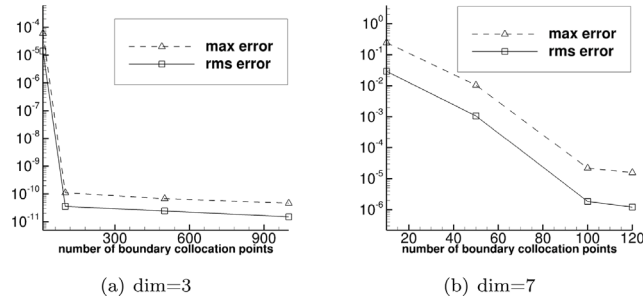 10^-4
10^-5
10^-6
10^-7
10^-8
10^-9
10^-10
10^-11
max error
rms error
300 600 900
number of boundary collocation points
(a) dim=3
10^0
10^-1
10^-2
10^-3
10^-4
10^-5
10^-6
max error
rms error
20 40 60 80 100 120
number of boundary collocation points
(b) dim=7